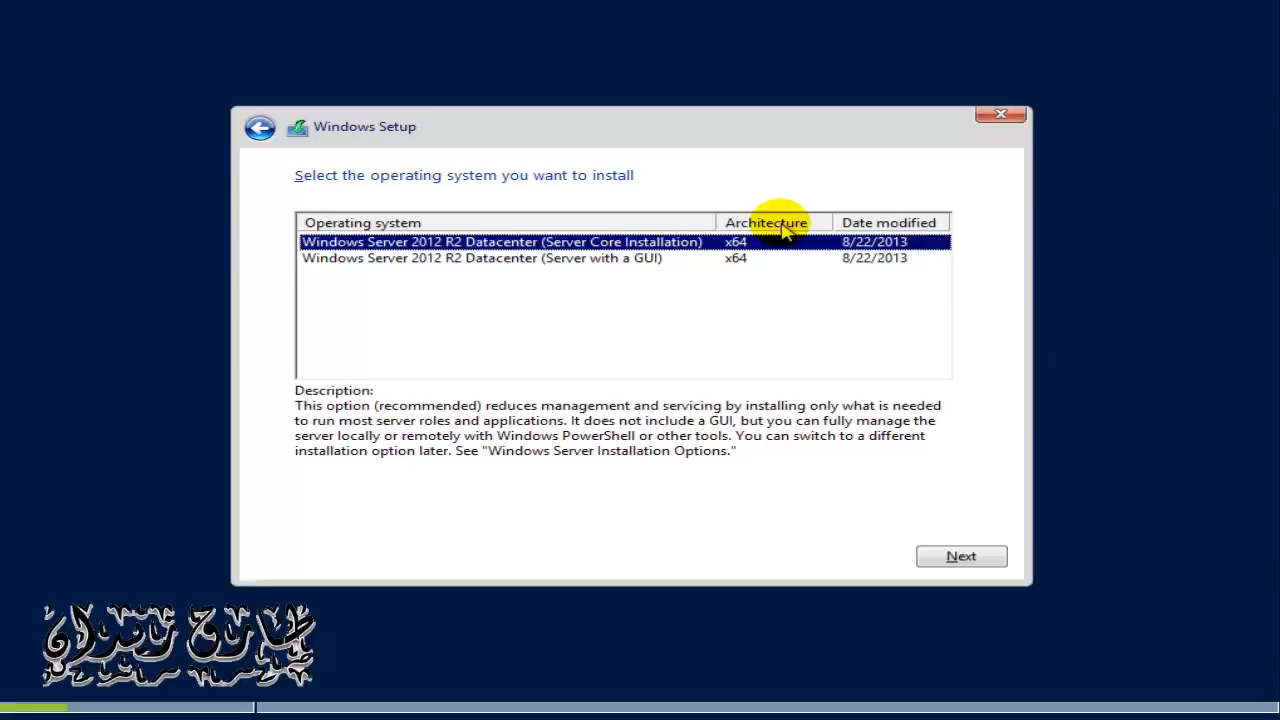 Windows Setup
Select the operating system you want to install
Operating system Architecture Date modified
Windows Server 2012 R2 Datacenter (Server Core Installation) x64 8/22/2013
Windows Server 2012 R2 Datacenter (Server with a GUI) x64 8/22/2013
Description:
This option (recommended) reduces management and servicing by installing only what is needed
to run most server roles and applications. It does not include a GUI, but you can fully manage the
server locally or remotely with Windows PowerShell or other tools. You can switch to a different
installation option later. See "Windows Server Installation Options."
Next
طارق زيدان